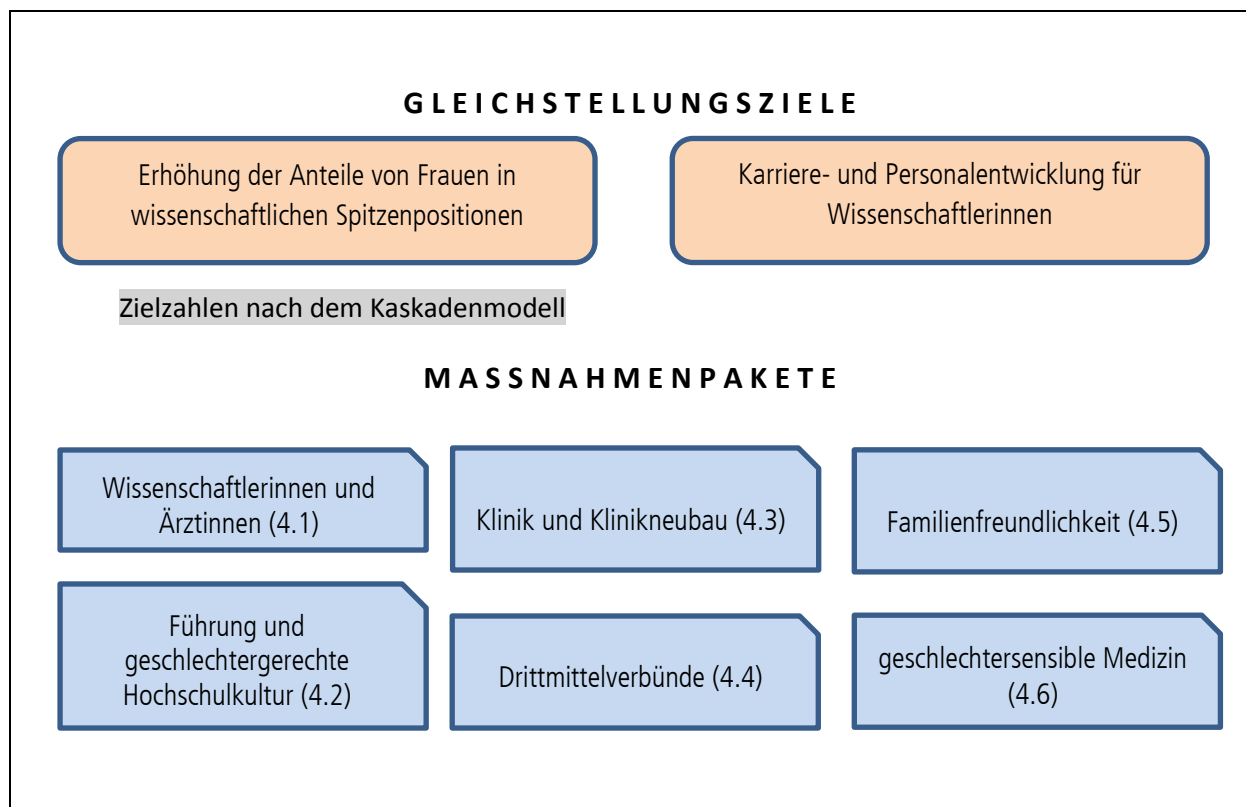 GLEICHSTELLUNGSZIELE
Erhöhung der Anteile von Frauen in
wissenschaftlichen Spitzenpositionen
Karriere- und Personalentwicklung für
Wissenschaftlerinnen
Zielzahlen nach dem Kaskadenmodell
MASSNAHMENPAKETE
Wissenschaftlerinnen und
Ärztinnen (4.1)
Klinik und Klinikneubau (4.3)
Familienfreundlichkeit (4.5)
Führung und
geschlechtergerechte
Hochschulkultur (4.2)
Drittmittelverbünde (4.4)
geschlechtersensible Medizin
(4.6)